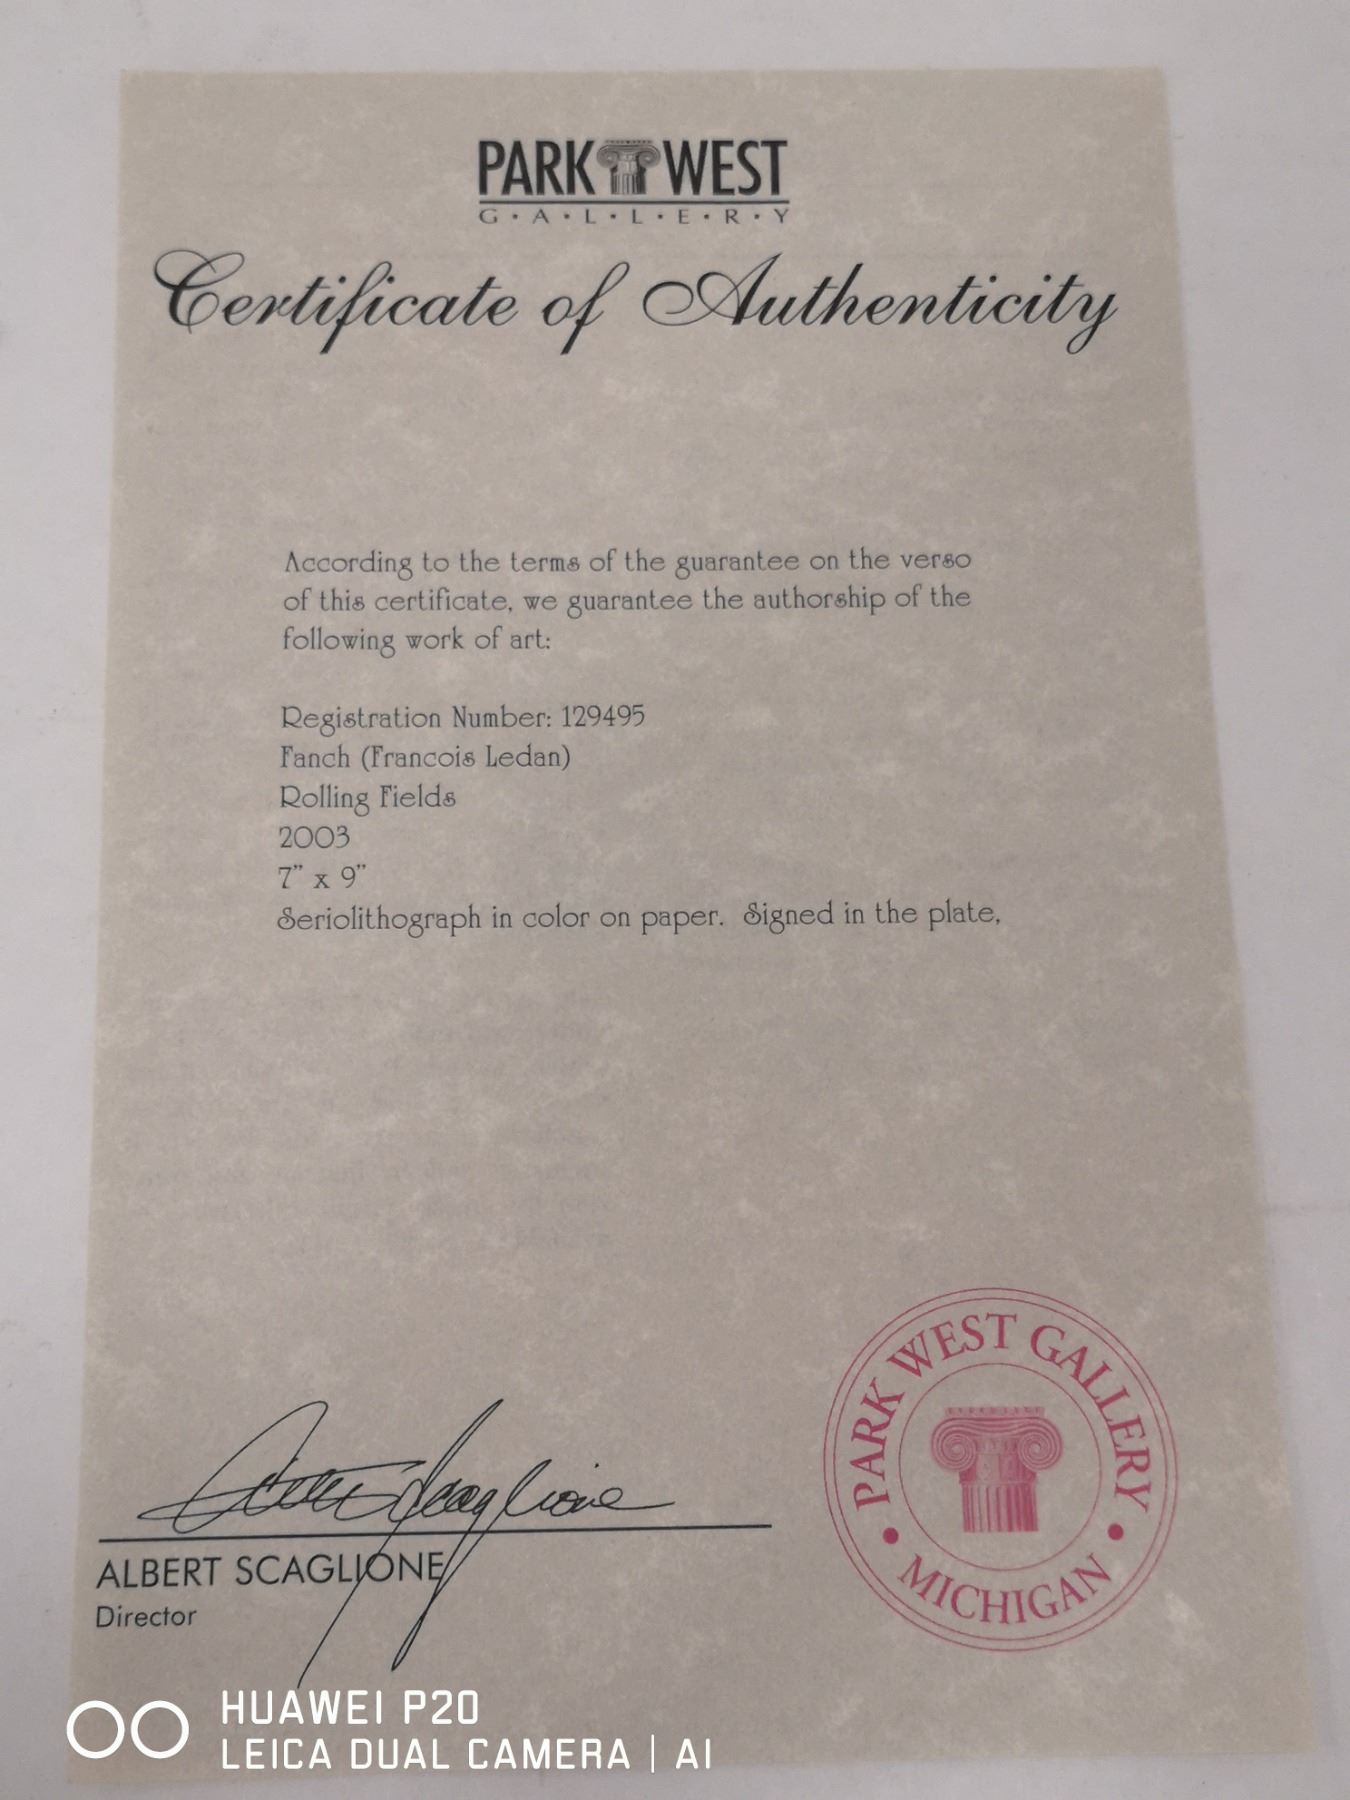 PARK WEST
G·A·L·L·E·R·Y
Certificate of Authenticity
According to the terms of the guarantee on the verso
of this certificate, we guarantee the authorship of the
following work of art:
Registration Number: 129495
Fanch (Francois Ledan)
Rolling Fields
2003
7” x 9”
Seriolithograph in color on paper. Signed in the plate,
PARK WEST GALLERY
• MICHIGAN •
Albert Scaglione
ALBERT SCAGLIONE
Director
HUAWEI P20
LEICA DUAL CAMERA | AI